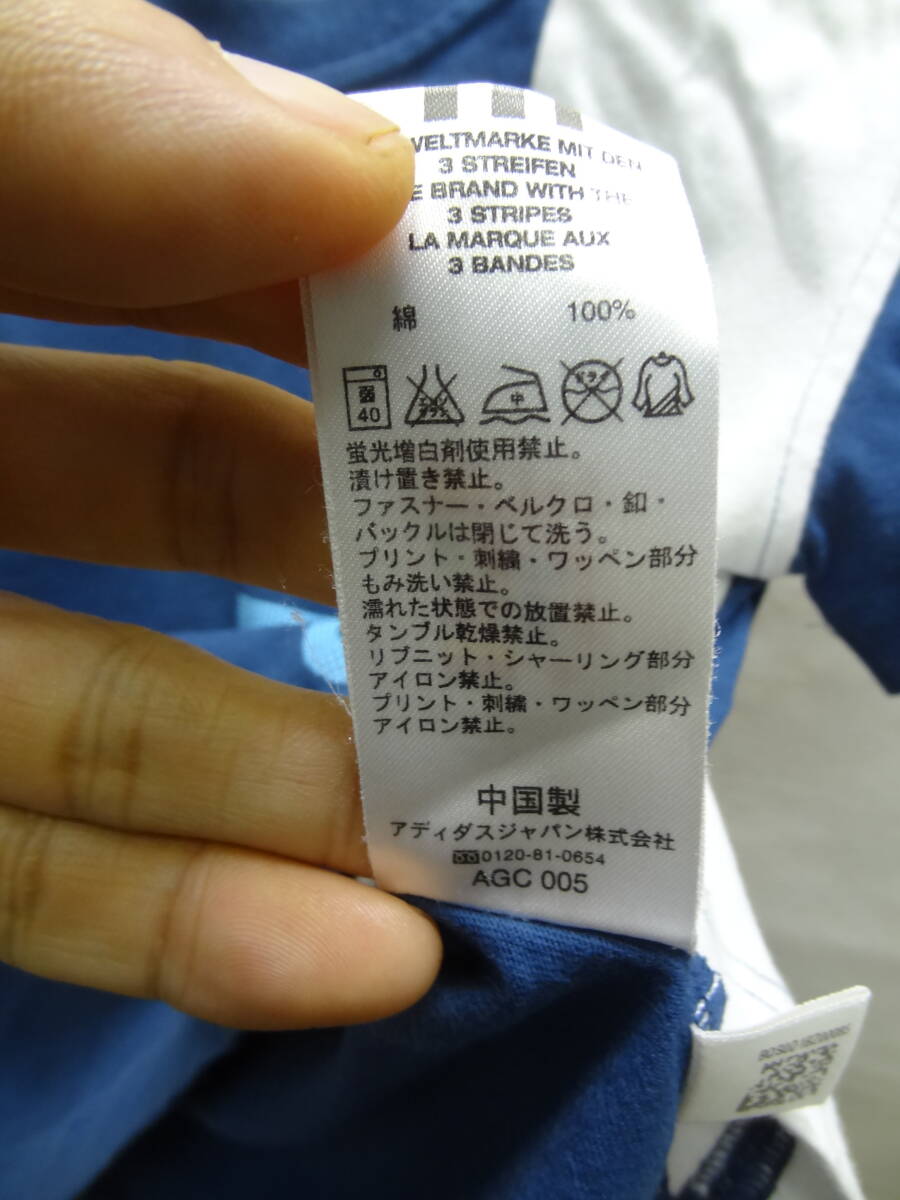 WELTMARKE MIT DEN
3 STREIFEN
BRAND WITH THE
3 STRIPES
LA MARQUE AUX
3 BANDES
綿 100%
弱 中
40
蛍光増白剤使用禁止。
漬け置き禁止。
ファスナー・ベルクロ・釦・
バックルは閉じて洗う。
プリント・刺繍・ワッペン部分
もみ洗い禁止。
濡れた状態での放置禁止。
タンブル乾燥禁止。
リブニット・シャーリング部分
アイロン禁止。
プリント・刺繍・ワッペン部分
アイロン禁止。
中国製
アディダスジャパン株式会社
0120-81-0654
AGC 005